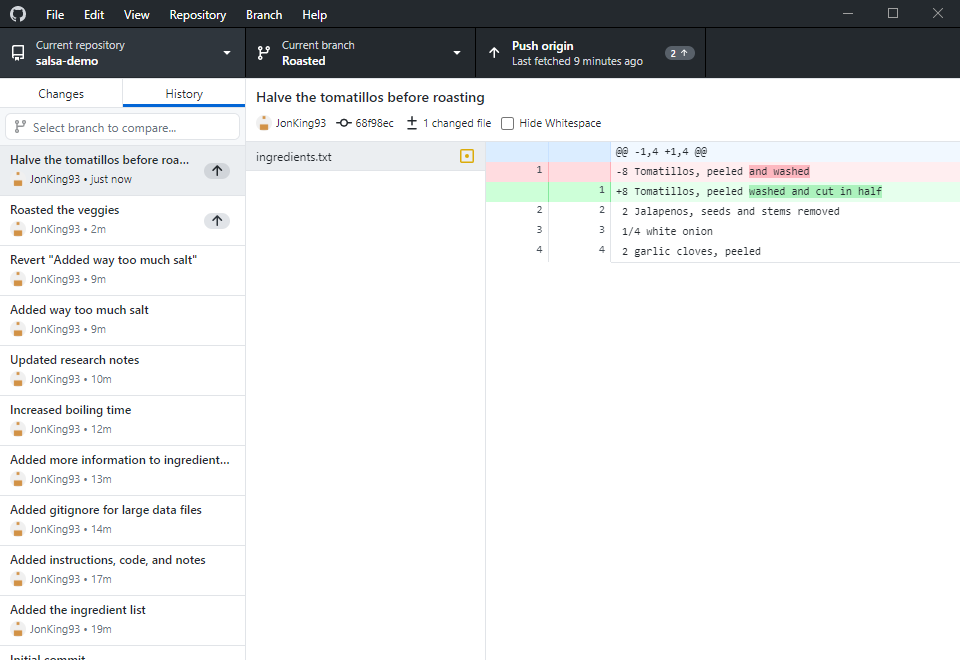 File Edit View Repository Branch Help
Current repository
salsa-demo
Current branch
Roasted
Push origin
Last fetched 9 minutes ago
2
Changes History
Select branch to compare...
Halve the tomatillos before roa...
JonKing93 • just now
Roasted the veggies
JonKing93 • 2m
Revert "Added way too much salt"
JonKing93 • 9m
Added way too much salt
JonKing93 • 9m
Updated research notes
JonKing93 • 10m
Increased boiling time
JonKing93 • 12m
Added more information to ingredient...
JonKing93 • 13m
Added gitignore for large data files
JonKing93 • 14m
Added instructions, code, and notes
JonKing93 • 17m
Added the ingredient list
JonKing93 • 19m
Initial commit
Halve the tomatillos before roasting
JonKing93 68f98ec 1 changed file Hide Whitespace
ingredients.txt
@@ -1,4 +1,4 @@
1 -8 Tomatillos, peeled and washed
1 +8 Tomatillos, peeled washed and cut in half
2 2 2 Jalapenos, seeds and stems removed
3 3 1/4 white onion
4 4 2 garlic cloves, peeled